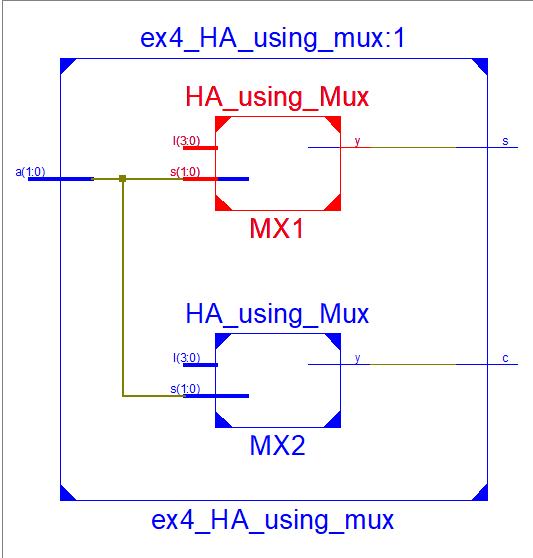 ex4_HA_using_mux:1
HA_using_Mux
I(3:0)
y
s
a(1:0)
s(1:0)
MX1
HA_using_Mux
I(3:0)
y
c
s(1:0)
MX2
ex4_HA_using_mux